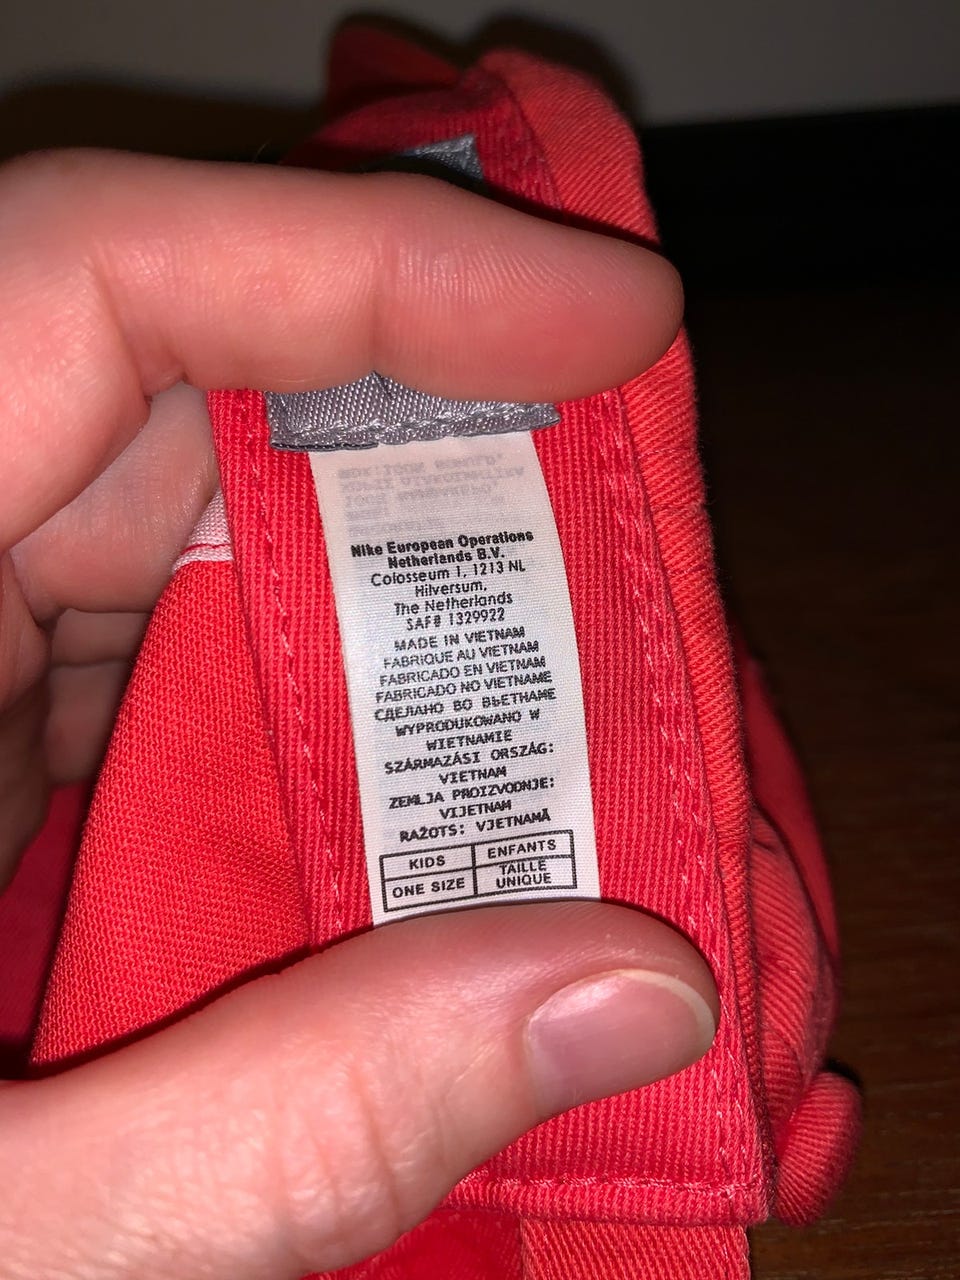 Nike European Operations
Netherlands B.V.
Colosseum 1, 1213 NL
Hilversum,
The Netherlands
SAF# 1329922
MADE IN VIETNAM
FABRIQUE AU VIETNAM
FABRICADO EN VIETNAM
FABRICADO NO VIETNAME
СДЕЛАНО ВО ВЬЕТНАМЕ
WYPRODUKOWANO W
WIETNAMIE
SZÁRMAZÁSI ORSZÁG:
VIETNAM
ZEMLJA PROIZVODNJE:
VIJETNAM
RAŽOTS: VJETNAMĀ
KIDS ENFANTS
ONE SIZE TAILLE UNIQUE